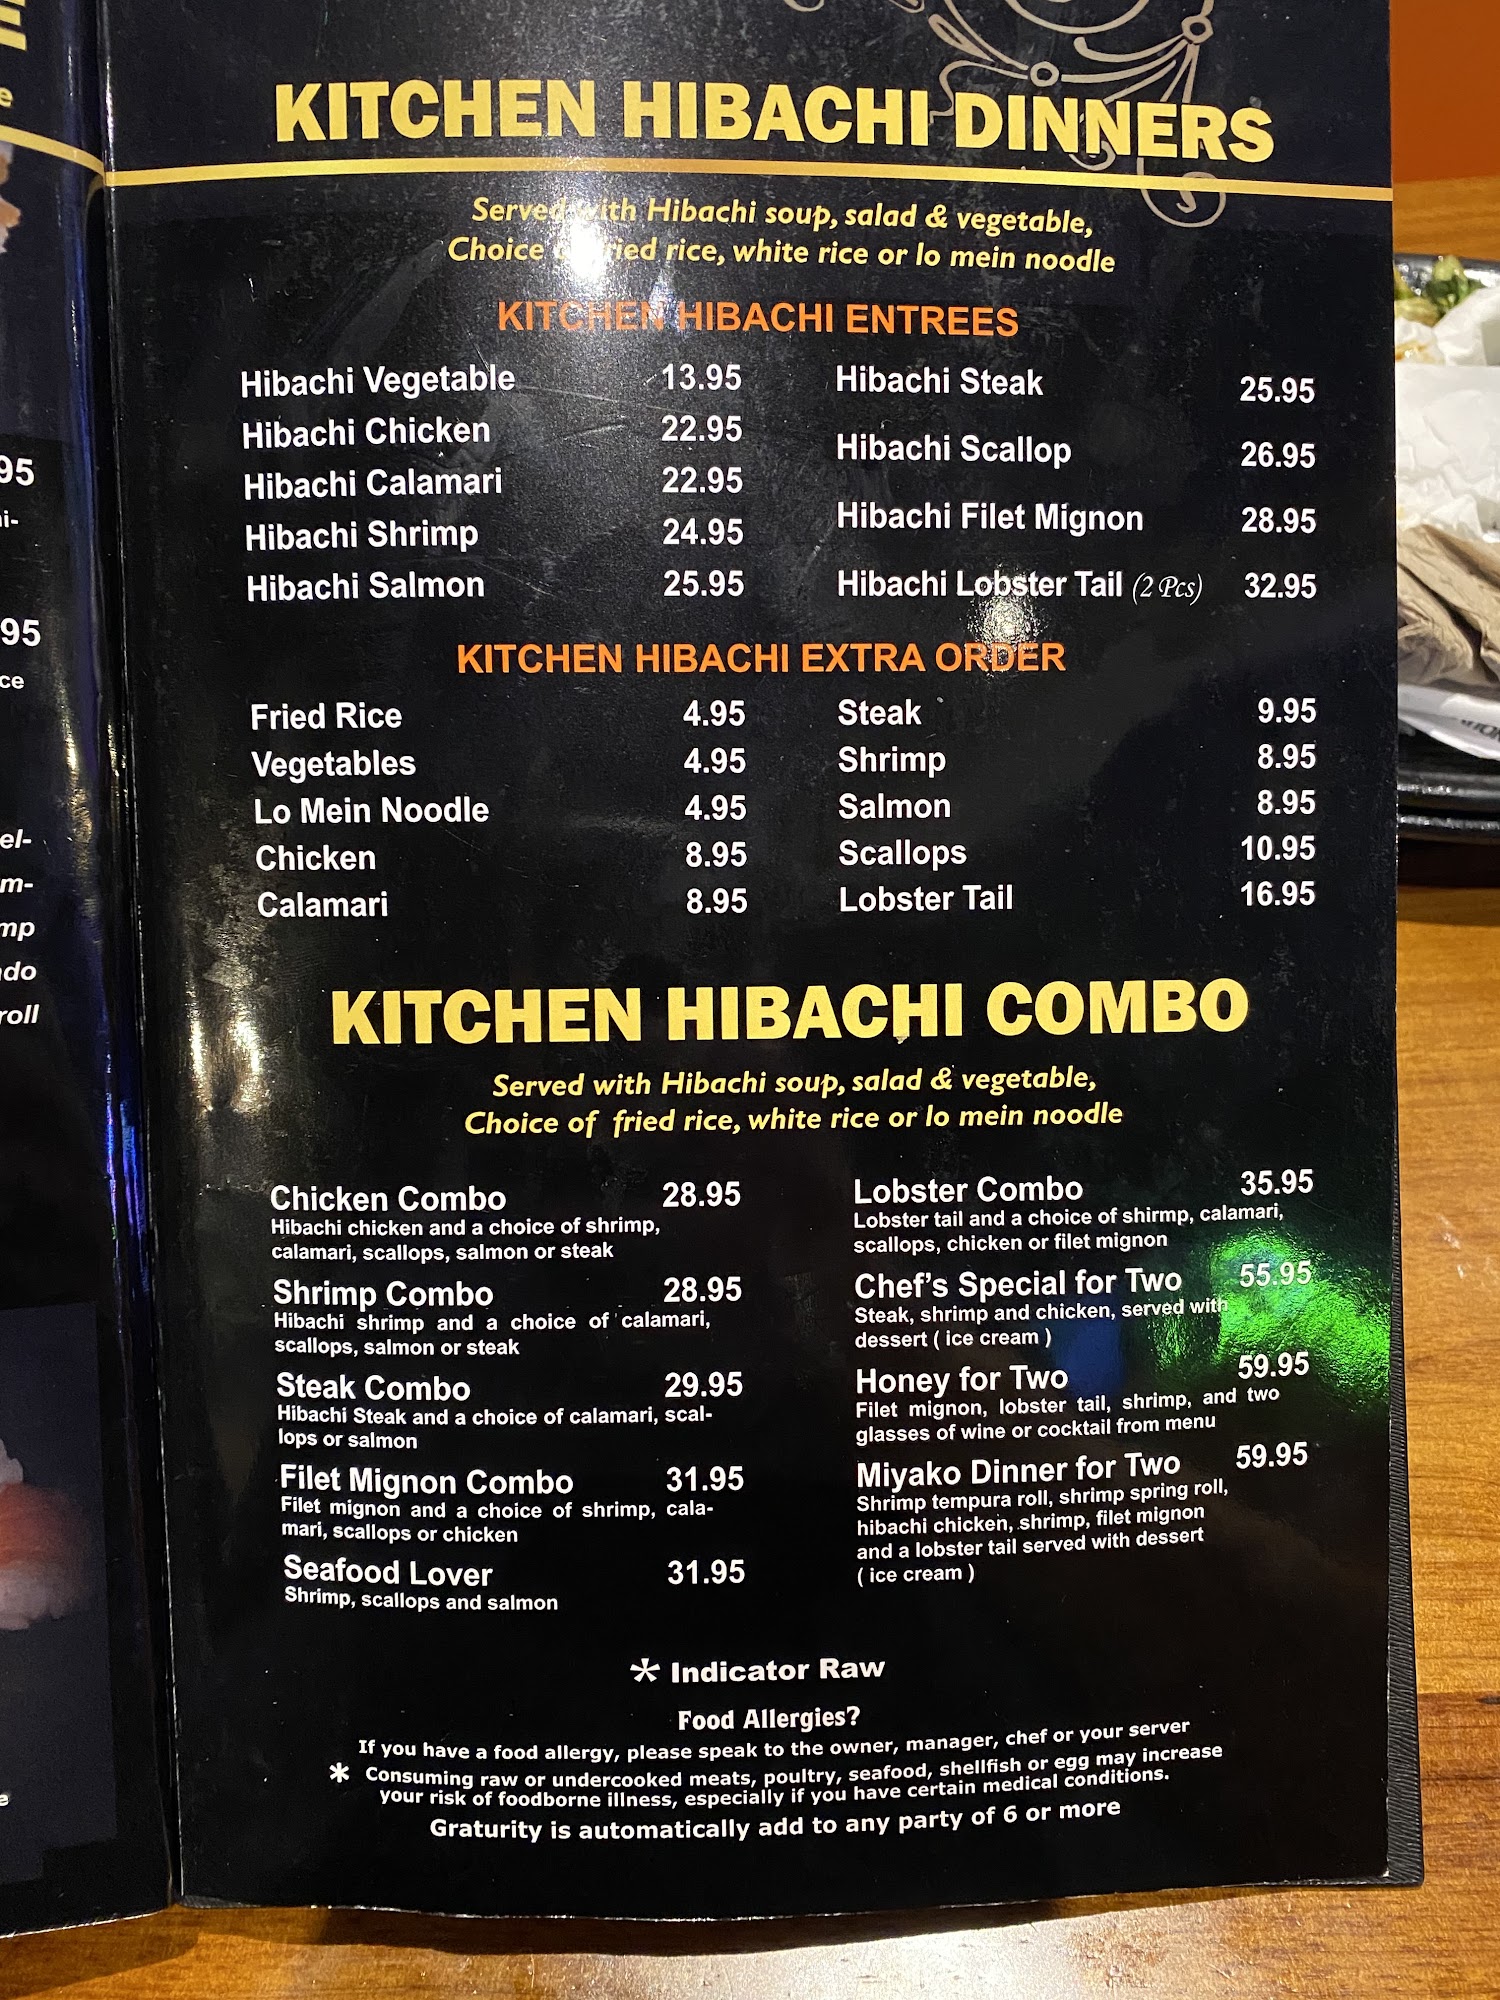 KITCHEN HIBACHI DINNERS
Served with Hibachi soup, salad & vegetable,
Choice fried rice, white rice or lo mein noodle
KITCHEN HIBACHI ENTREES
Hibachi Vegetable 13.95
Hibachi Chicken 22.95
Hibachi Calamari 22.95
Hibachi Shrimp 24.95
Hibachi Salmon 25.95
Hibachi Steak 25.95
Hibachi Scallop 26.95
Hibachi Filet Mignon 28.95
Hibachi Lobster Tail (2 Pcs) 32.95
KITCHEN HIBACHI EXTRA ORDER
Fried Rice 4.95
Vegetables 4.95
Lo Mein Noodle 4.95
Chicken 8.95
Calamari 8.95
Steak 9.95
Shrimp 8.95
Salmon 8.95
Scallops 10.95
Lobster Tail 16.95
KITCHEN HIBACHI COMBO
Served with Hibachi soup, salad & vegetable,
Choice of fried rice, white rice or lo mein noodle
Chicken Combo 28.95
Hibachi chicken and a choice of shrimp,
calamari, scallops, salmon or steak
Shrimp Combo 28.95
Hibachi shrimp and a choice of calamari,
scallops, salmon or steak
Steak Combo 29.95
Hibachi Steak and a choice of calamari, scal-
lops or salmon
Filet Mignon Combo 31.95
Filet mignon and a choice of shrimp, cala-
mari, scallops or chicken
Seafood Lover 31.95
Shrimp, scallops and salmon
Lobster Combo 35.95
Lobster tail and a choice of shirmp, calamari,
scallops, chicken or filet mignon
Chef's Special for Two 55.95
Steak, shrimp and chicken, served with
dessert ( ice cream )
Honey for Two 59.95
Filet mignon, lobster tail, shrimp, and two
glasses of wine or cocktail from menu
Miyako Dinner for Two 59.95
Shrimp tempura roll, shrimp spring roll,
hibachi chicken, shrimp, filet mignon
and a lobster tail served with dessert
( ice cream )
* Indicator Raw
Food Allergies?
If you have a food allergy, please speak to the owner, manager, chef or your server
* Consuming raw or undercooked meats, poultry, seafood, shellfish or egg may increase
your risk of foodborne illness, especially if you have certain medical conditions.
Graturity is automatically add to any party of 6 or more